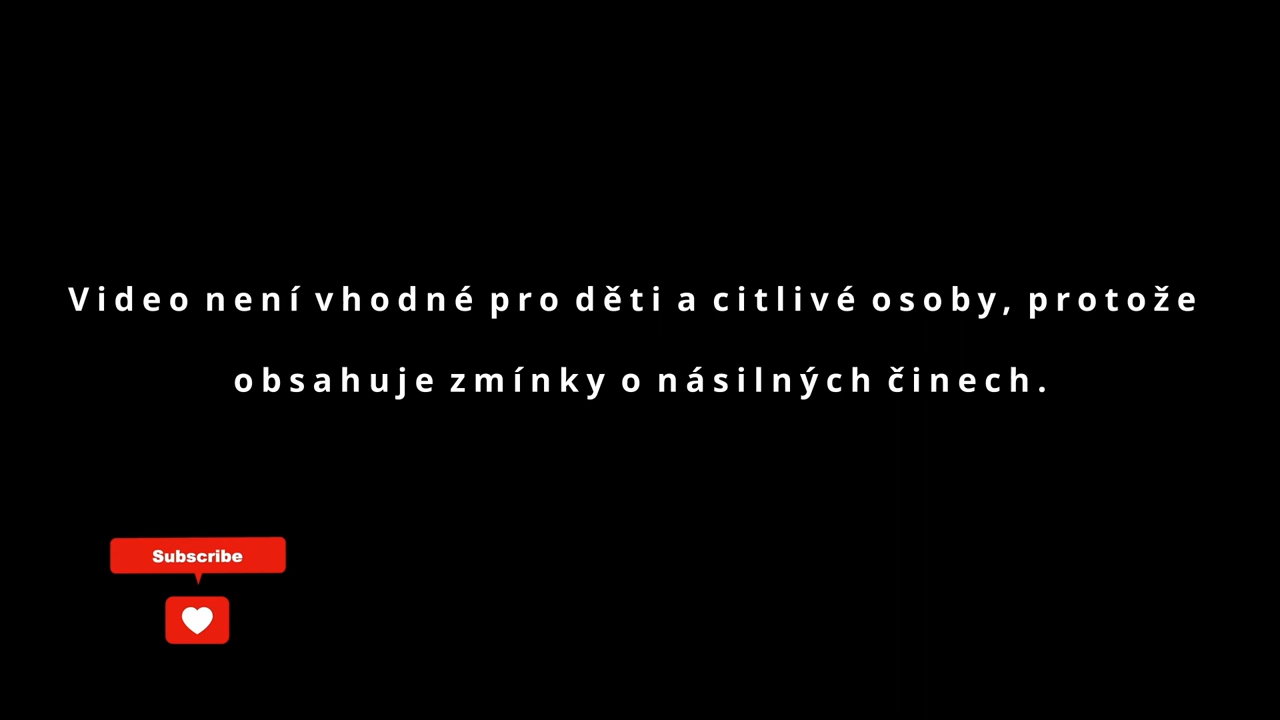 Video není vhodné pro děti a citlivé osoby, protože
obsahuje zmínky o násilných činech.
Subscribe